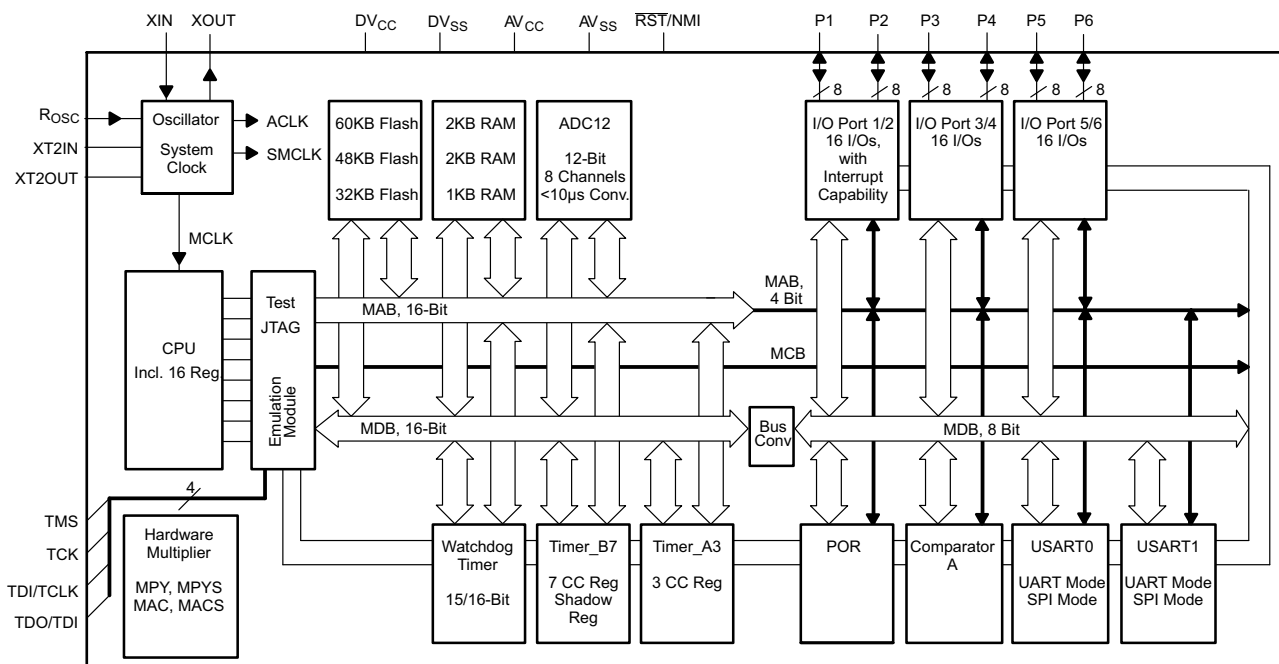 XIN
XOUT
DVCC
DVSS
AVCC
AVSS
RST/NMI
P1
P2
P3
P4
P5
P6
8
8
8
8
8
8
ROSC
XT2IN
XT2OUT
Oscillator
System
Clock
ACLK
SMCLK
60KB Flash
48KB Flash
32KB Flash
2KB RAM
2KB RAM
1KB RAM
ADC12
12-Bit
8 Channels
<10µs Conv.
I/O Port 1/2
16 I/Os,
with
Interrupt
Capability
I/O Port 3/4
16 I/Os
I/O Port 5/6
16 I/Os
MCLK
CPU
Incl. 16 Reg.
Test
JTAG
Emulation
Module
MAB, 16-Bit
MAB,
4 Bit
MCB
MDB, 16-Bit
Bus
Conv
MDB, 8 Bit
4
TMS
TCK
TDI/TCLK
TDO/TDI
Hardware
Multiplier
MPY, MPYS
MAC, MACS
Watchdog
Timer
15/16-Bit
Timer_B7
7 CC Reg
Shadow
Reg
Timer_A3
3 CC Reg
POR
Comparator
A
USART0
UART Mode
SPI Mode
USART1
UART Mode
SPI Mode